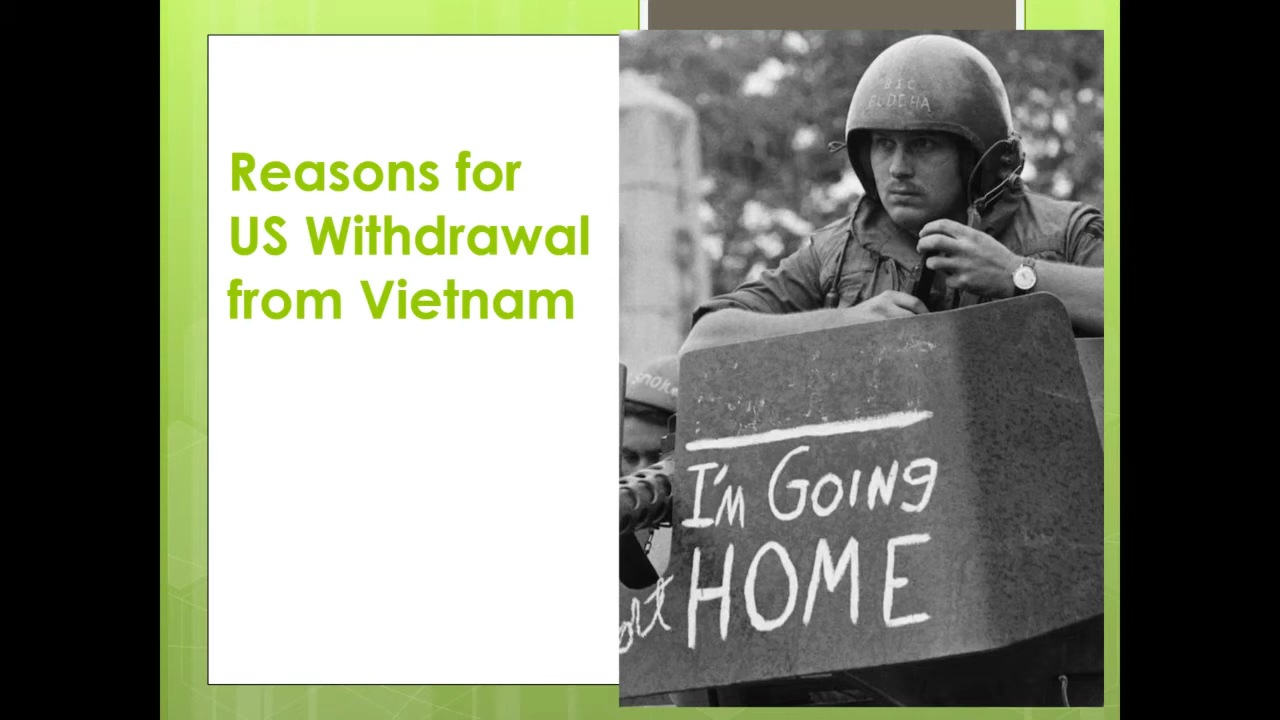 Reasons for
US Withdrawal
from Vietnam
BIG
BUDDHA
I'm GOING
HOME